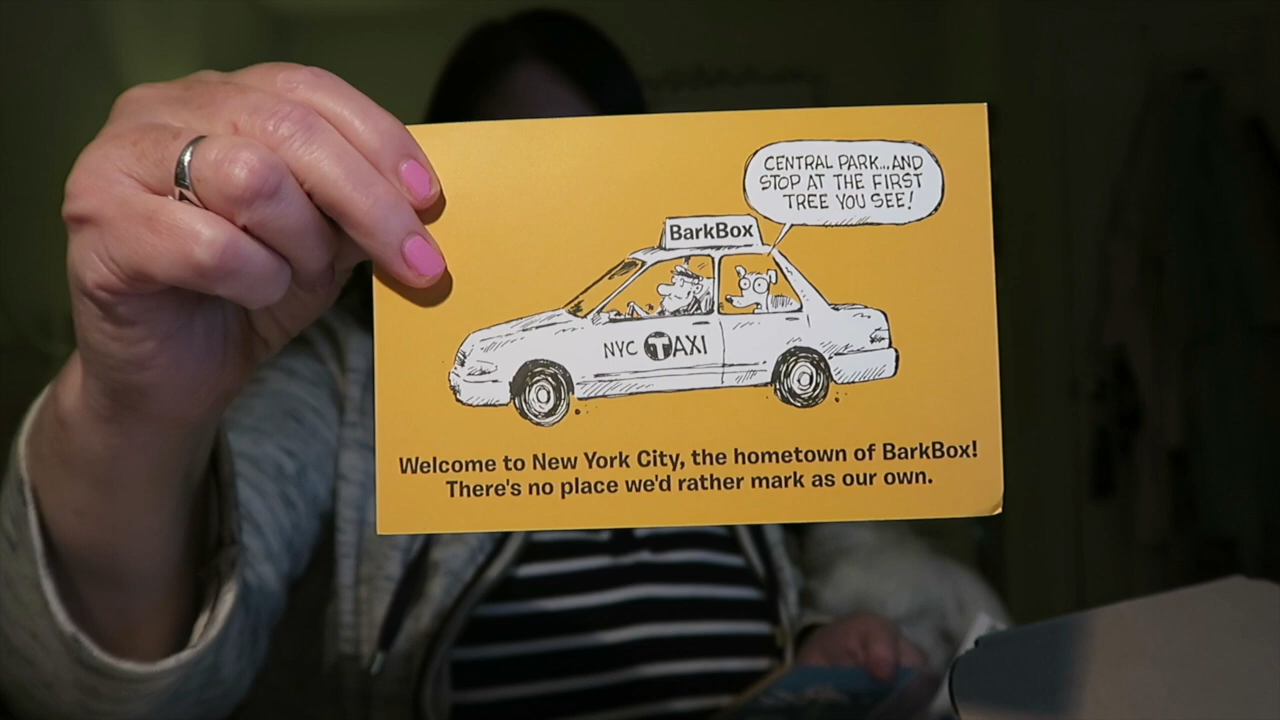 CENTRAL PARK...AND
STOP AT THE FIRST
TREE YOU SEE!
BarkBox
NYC TAXI
Welcome to New York City, the hometown of BarkBox!
There's no place we'd rather mark as our own.